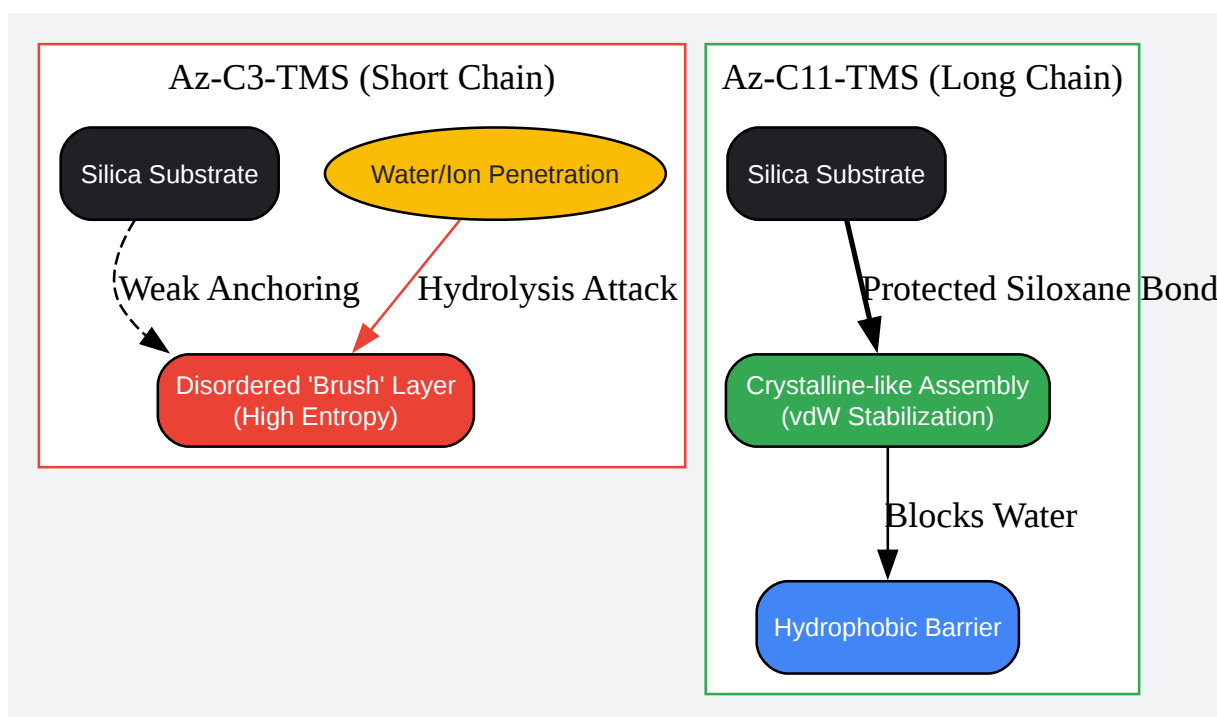 Az-C3-TMS (Short Chain)
Silica Substrate
Water/Ion Penetration
Weak Anchoring
Hydrolysis Attack
Disordered 'Brush' Layer
(High Entropy)
Az-C11-TMS (Long Chain)
Silica Substrate
Protected Siloxane Bond
Crystalline-like Assembly
(vdW Stabilization)
Blocks Water
Hydrophobic Barrier